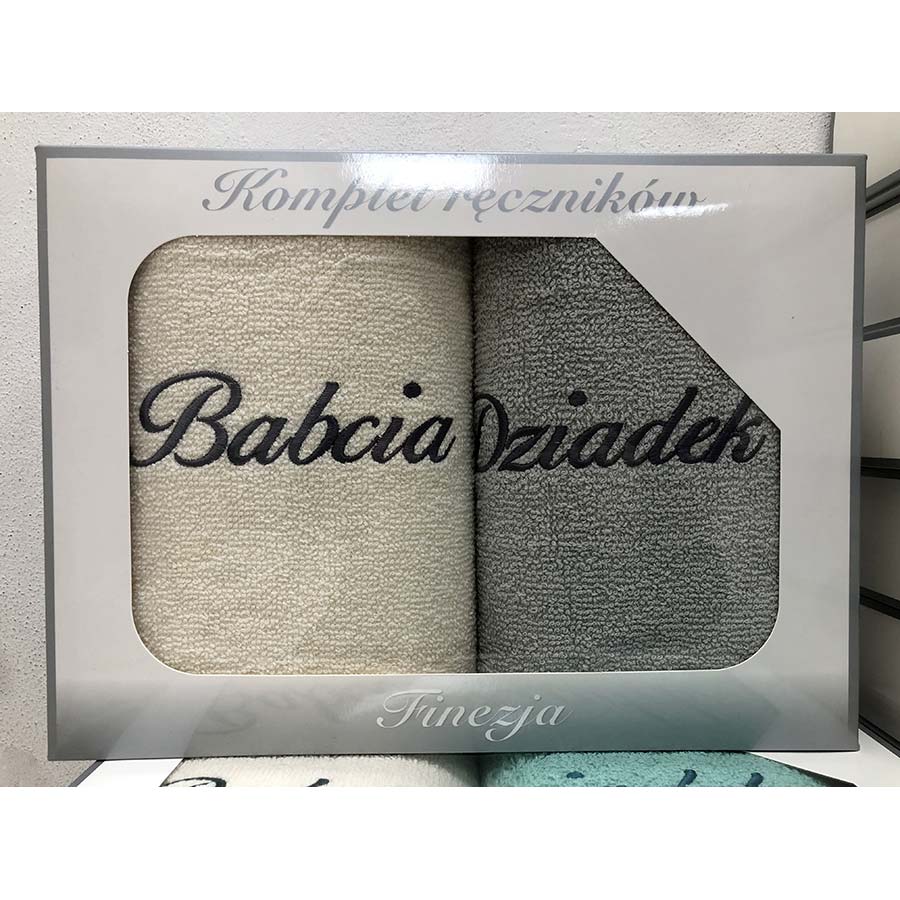 Komplet ręczników
Babcia Dziadek
Finezja